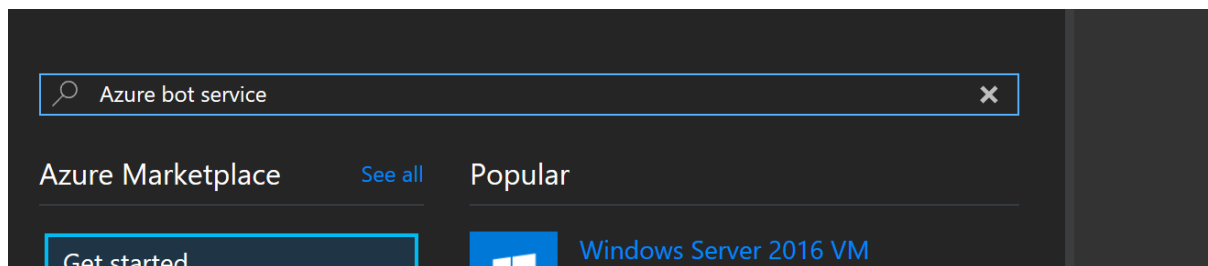 Azure bot service
Azure Marketplace See all Popular
Get started
Windows Server 2016 VM